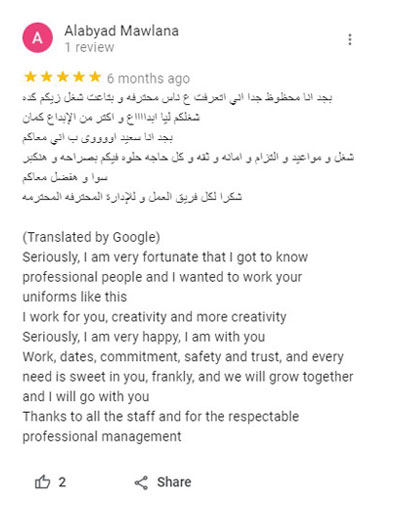 A
Alabyad Mawlana
1 review
6 months ago
بجد انا محظوظ جدا اني اتعرفت ع ناس محترفه و بتاعت شغل زيكم كده
شغلكم ليا ابداااااع و اكتر من الإبداع كمان
بجد انا سعيد اوووووى ب اني معاكم
شغل و مواعيد و التزام و امانه و ثقه و كل حاجه حلوه فيكم بصراحه و هنكبر
سوا و هفضل معاكم
شكرا لكل فريق العمل و للإدارة المحترفه المحترمه
(Translated by Google)
Seriously, I am very fortunate that I got to know
professional people and I wanted to work your
uniforms like this
I work for you, creativity and more creativity
Seriously, I am very happy, I am with you
Work, dates, commitment, safety and trust, and every
need is sweet in you, frankly, and we will grow together
and I will go with you
Thanks to all the staff and for the respectable
professional management
2
Share